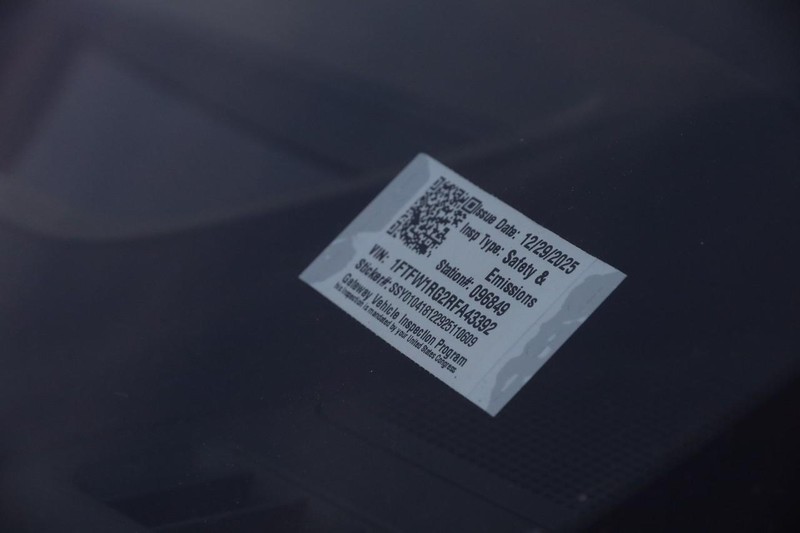 Issue Date: 12/29/2025
Insp Type: Safety &
Emissions
Station#: 096849
VIN: 1FTFW1RG2RFA43392
Sticker#: SSY010418122925110609
Gateway Vehicle Inspection Program
This inspection is mandated by your United States Congress